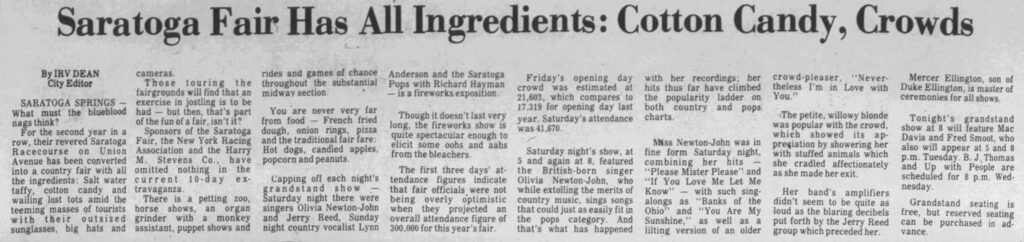 Saratoga Fair Has All Ingredients: Cotton Candy, Crowds
By IRV DEAN
City Editor
SARATOGA SPRINGS —
What must the blueblood
nags think?
For the second year in a
row, their revered Saratoga
Racecourse on Union
Avenue has been converted
into a country fair with all
the ingredients: Salt water
taffy, cotton candy and
wailing lost tots amid the
teeming masses of tourists
with their outsized
sunglasses, big hats and
cameras.
Those touring the
fairgrounds will find that an
exercise in jostling is to be
had — but then, that's part
of the fun of a fair, isn't it?
Sponsors of the Saratoga
Fair, the New York Racing
Association and the Harry
M. Stevens Co., have
omitted nothing in the
current 10-day ex-
travaganza.
There is a petting zoo,
horse shows, an organ
grinder with a monkey
assistant, puppet shows and
rides and games of chance
throughout the substantial
midway section.
You are never very far
from food — French fried
dough, onion rings, pizza
and the traditional fair fare:
Hot dogs, candied apples,
popcorn and peanuts.
Capping off each night's
grandstand show —
Saturday night there were
singers Olivia Newton-John
and Jerry Reed, Sunday
night country vocalist Lynn
Anderson and the Saratoga
Pops with Richard Hayman
— is a fireworks exposition.
Though it doesn't last very
long, the fireworks show is
quite spectacular enough to
elicit some oohs and aahs
from the bleachers.
The first three days' at-
tendance figures indicate
that fair officials were not
being overly optimistic
when they projected an
overall attendance figure of
300,000 for this year's fair.
Friday's opening day
crowd was estimated at
21,603, which compares to
17,319 for opening day last
year. Saturday's attendance
was 41,670.
Saturday night's show, at
5 and again at 8, featured
the British-born singer
Olivia Newton-John, who
while extolling the merits of
country music, sings songs
that could just as easily fit in
the pops category. And
that's what has happened
with her recordings; her
hits thus far have climbed
the popularity ladder on
both country and pops
charts.
Miss Newton-John was in
fine form Saturday night,
combining her hits —
"Please Mister Please" and
"If You Love Me Let Me
Know" — with such sing-
alongs as "Banks of the
Ohio" and "You Are My
Sunshine," as well as a
lilting version of an older
crowd-pleaser, "Never-
theless I'm in Love with
You."
The petite, willowy blonde
was popular with the crowd,
which showed its ap-
preciation by showering her
with stuffed animals which
she cradled affectionately
as she made her exit.
Her band's amplifiers
didn't seem to be quite as
loud as the blaring decibels
put forth by the Jerry Reed
group which preceded her.
Mercer Ellington, son of
Duke Ellington, is master of
ceremonies for all shows.
Tonight's grandstand
show at 8 will feature Mac
Davis and Fred Smoot, who
also will appear at 5 and 8
p.m. Tuesday. B.J. Thomas
and Up with People are
scheduled for 8 p.m. Wed-
nesday.
Grandstand seating is
free, but reserved seating
can be purchased in ad-
vance.